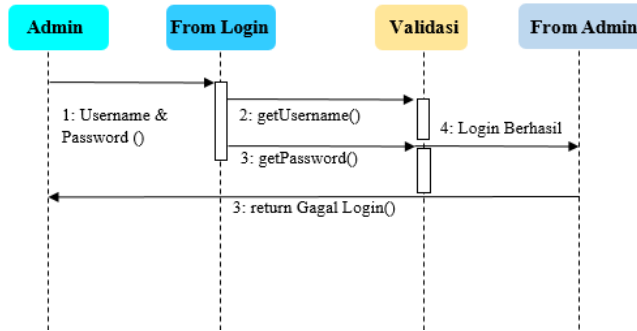 Admin
From Login
Validasi
From Admin
1: Username &
Password ()
2: getUsername()
4: Login Berhasil
3: getPassword()
3: return Gagal Login()